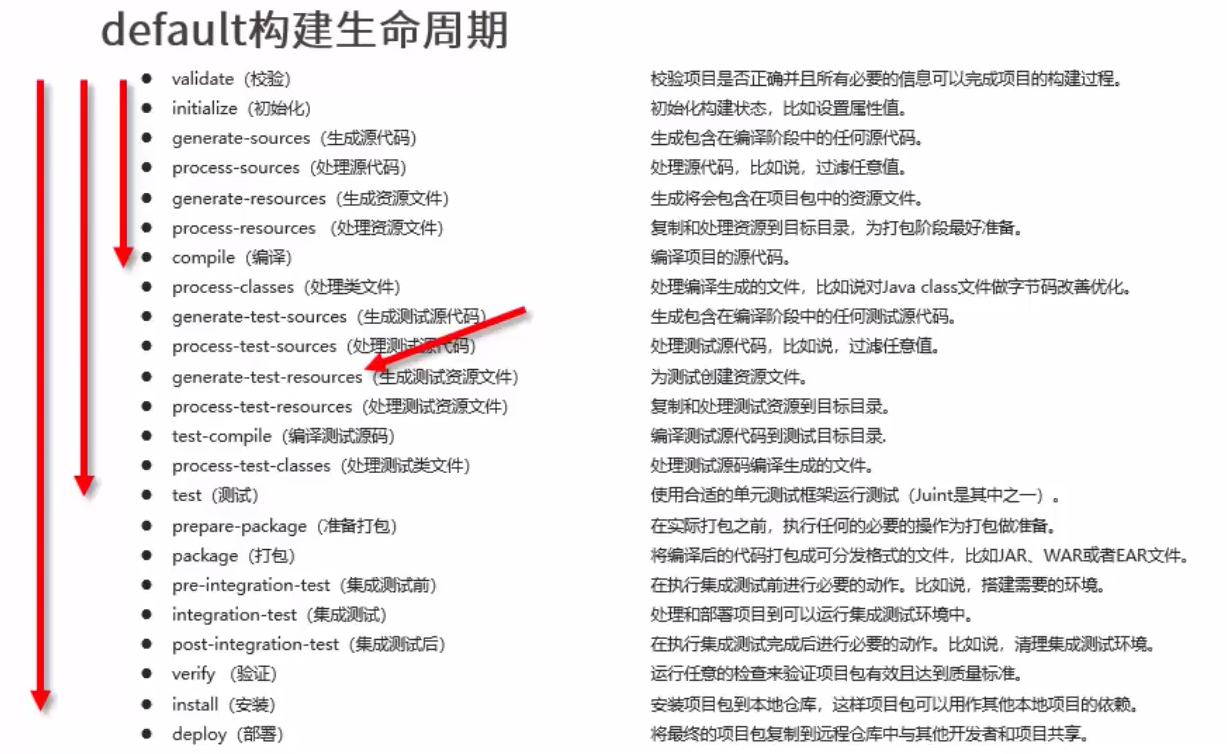 default构建生命周期
validate（校验） 校验项目是否正确并且所有必要的信息可以完成项目的构建过程。
initialize（初始化） 初始化构建状态，比如设置属性值。
generate-sources（生成源代码） 生成包含在编译阶段中的任何源代码。
process-sources（处理源代码） 处理源代码，比如说，过滤任意值。
generate-resources（生成资源文件） 生成将会包含在项目包中的资源文件。
process-resources （处理资源文件） 复制和处理资源到目标目录，为打包阶段最好准备。
compile（编译） 编译项目的源代码。
process-classes（处理类文件） 处理编译生成的文件，比如说对Java class文件做字节码改善优化。
generate-test-sources（生成测试源代码） 生成包含在编译阶段中的任何测试源代码。
process-test-sources（处理测试源代码） 处理测试源代码，比如说，过滤任意值。
generate-test-resources（生成测试资源文件） 为测试创建资源文件。
process-test-resources（处理测试资源文件） 复制和处理测试资源到目标目录。
test-compile（编译测试源码） 编译测试源代码到测试目标目录.
process-test-classes（处理测试类文件） 处理测试源码编译生成的文件。
test（测试） 使用合适的单元测试框架运行测试（Juint是其中之一）。
prepare-package（准备打包） 在实际打包之前，执行任何的必要的操作为打包做准备。
package（打包） 将编译后的代码打包成可分发格式的文件，比如JAR、WAR或者EAR文件。
pre-integration-test（集成测试前） 在执行集成测试前进行必要的动作。比如说，搭建需要的环境。
integration-test（集成测试） 处理和部署项目到可以运行集成测试环境中。
post-integration-test（集成测试后） 在执行集成测试完成后进行必要的动作。比如说，清理集成测试环境。
verify （验证） 运行任意的检查来验证项目包有效且达到质量标准。
install（安装） 安装项目包到本地仓库，这样项目包可以用作其他本地项目的依赖。
deploy（部署） 将最终的项目包复制到远程仓库中与其他开发者和项目共享。